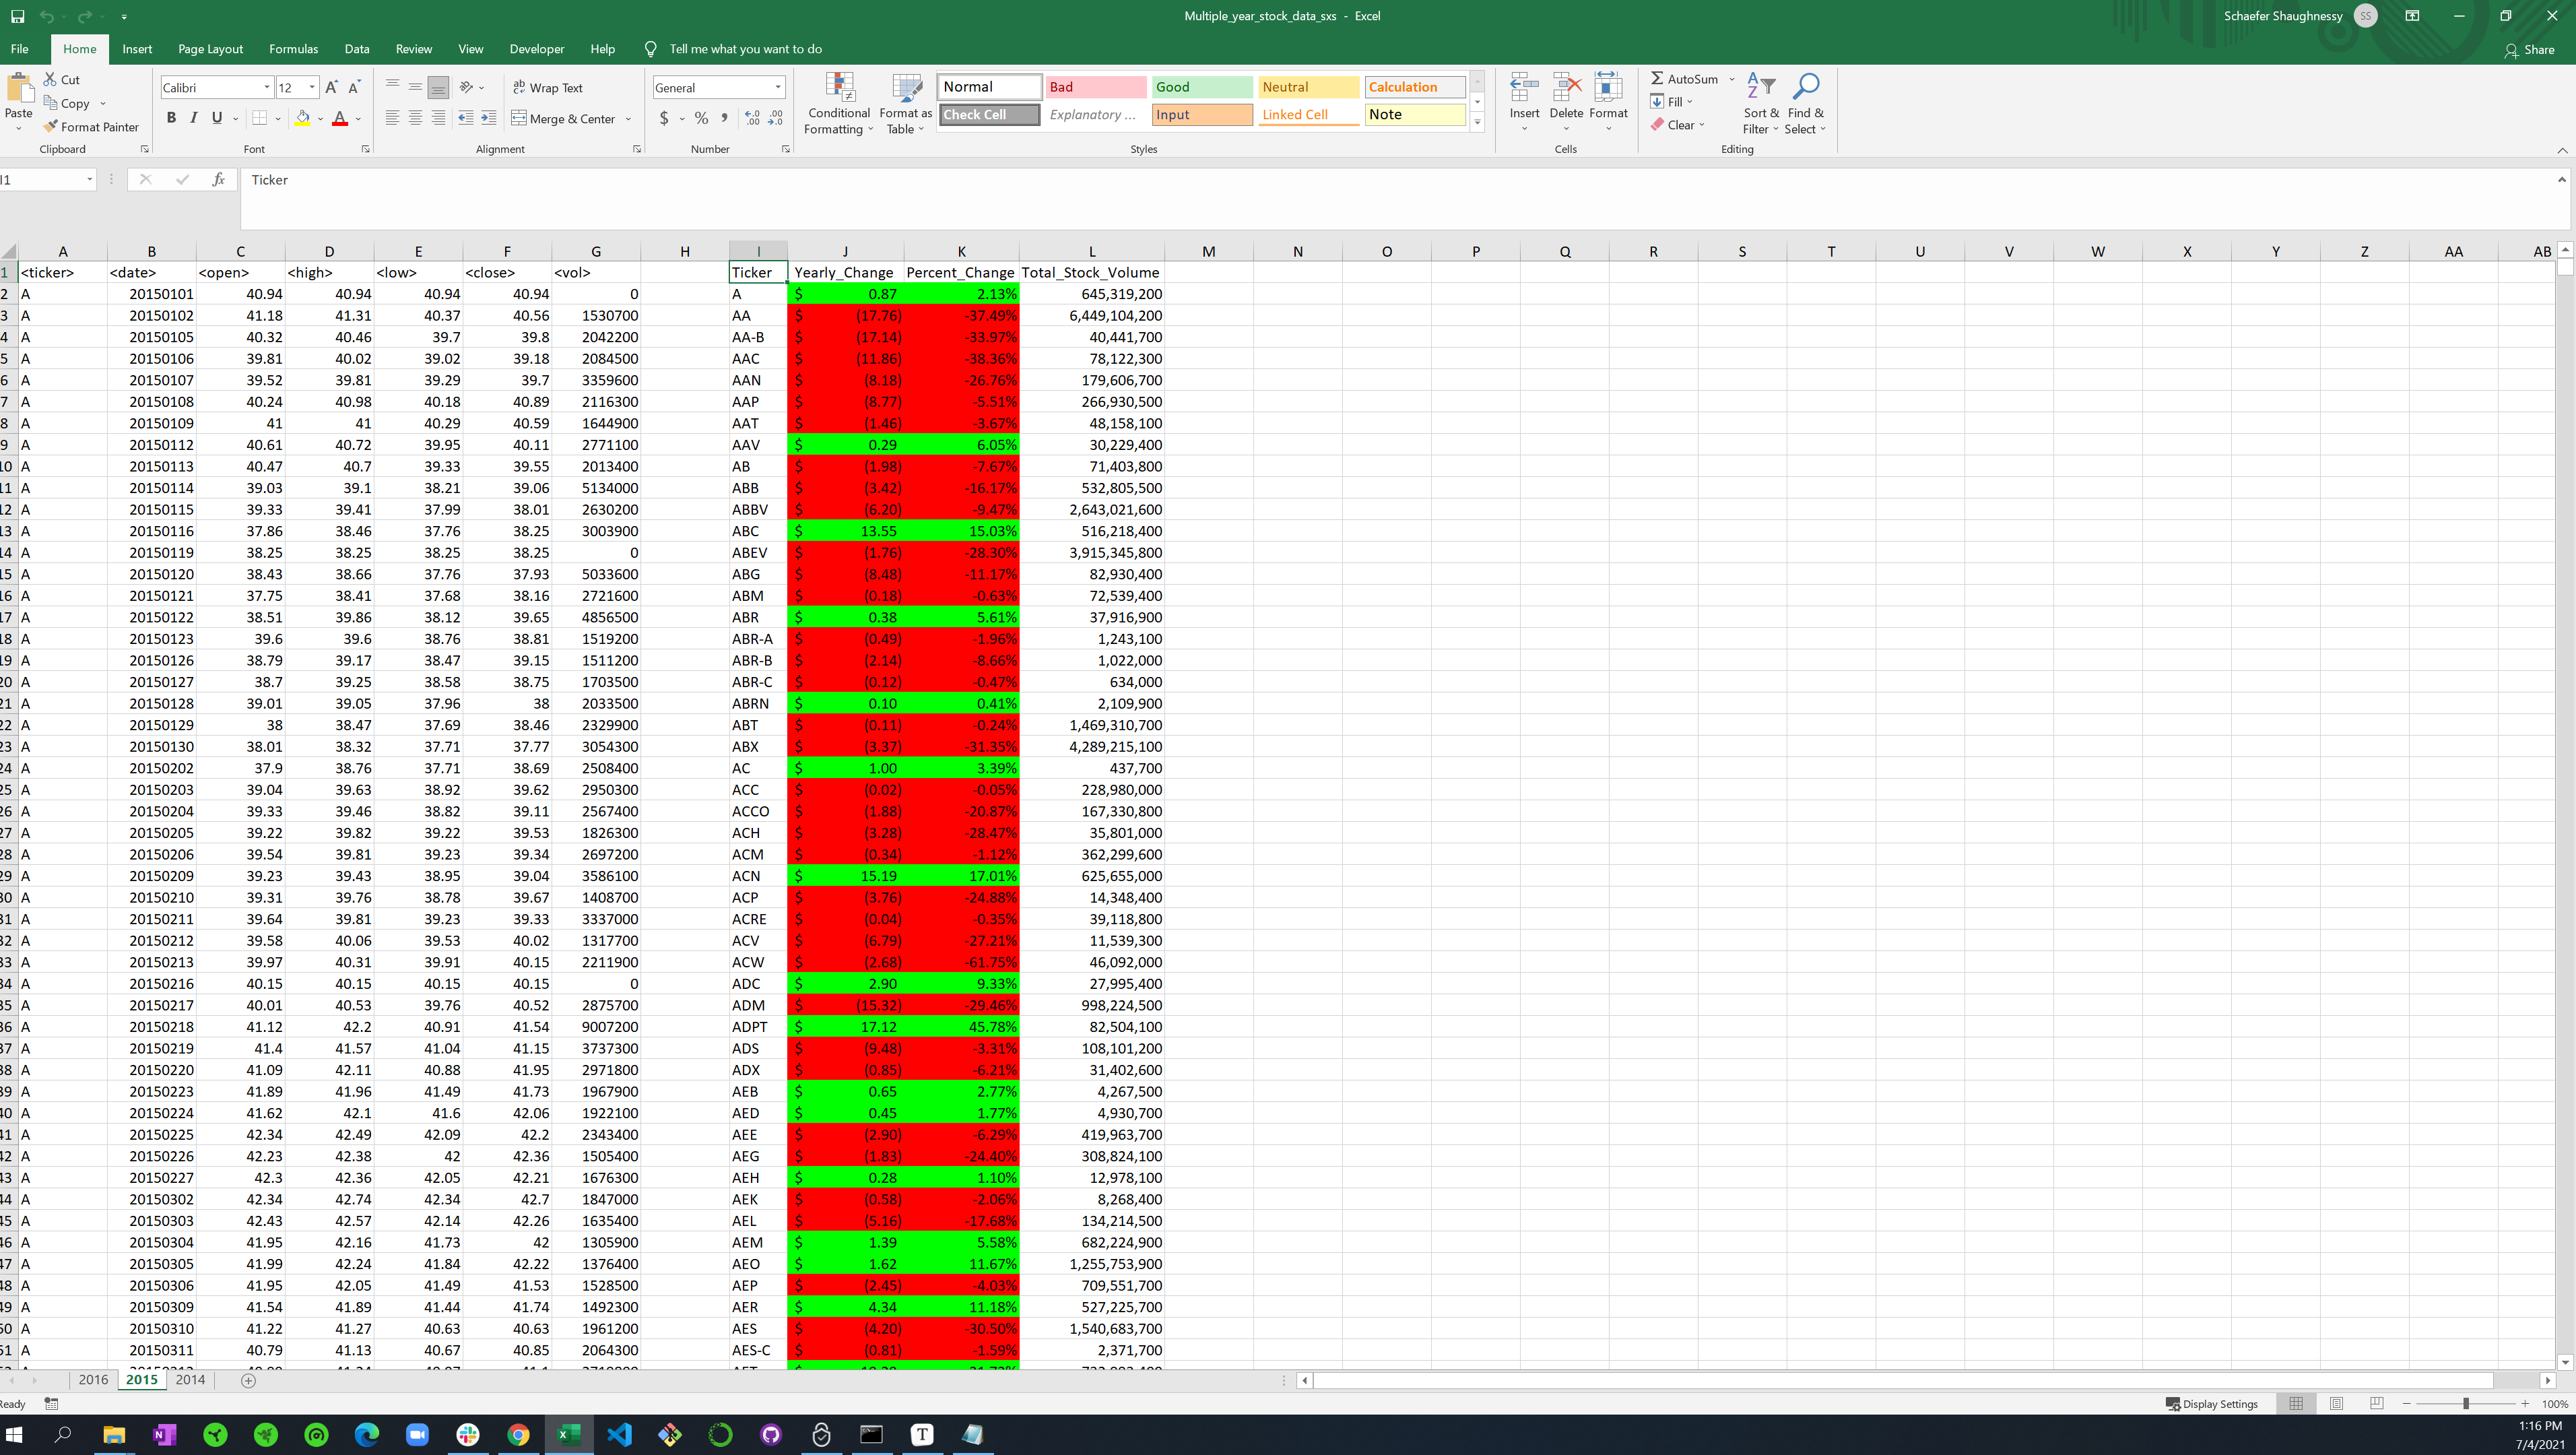 Multiple_year_stock_data_sxs - Excel
Schaefer Shaughnessy SS
File Home Insert Page Layout Formulas Data Review View Developer Help Tell me what you want to do Share
Paste Cut Copy Format Painter Clipboard
Calibri 12 A A B I U A Font
Wrap Text Merge & Center Alignment
General $ % , Number
Conditional Formatting Format as Table
Normal Bad Good Neutral Calculation
Check Cell Explanatory ... Input Linked Cell Note
Styles
Insert Delete Format Cells
AutoSum Fill Clear Sort & Filter Find & Select Editing
I1 fx Ticker
A B C D E F G H I J K L M N O P Q R S T U V W X Y Z AA AB
1 <ticker> <date> <open> <high> <low> <close> <vol> Ticker Yearly_Change Percent_Change Total_Stock_Volume
2 A 20150101 40.94 40.94 40.94 40.94 0 A $ 0.87 2.13% 645,319,200
3 A 20150102 41.18 41.31 40.37 40.56 1530700 AA $ (17.76) -37.49% 6,449,104,200
4 A 20150105 40.32 40.46 39.7 39.8 2042200 AA-B $ (17.14) -33.97% 40,441,700
5 A 20150106 39.81 40.02 39.02 39.18 2084500 AAC $ (11.86) -38.36% 78,122,300
6 A 20150107 39.52 39.81 39.29 39.7 3359600 AAN $ (8.18) -26.76% 179,606,700
7 A 20150108 40.24 40.98 40.18 40.89 2116300 AAP $ (8.77) -5.51% 266,930,500
8 A 20150109 41 41 40.29 40.59 1644900 AAT $ (1.46) -3.67% 48,158,100
9 A 20150112 40.61 40.72 39.95 40.11 2771100 AAV $ 0.29 6.05% 30,229,400
10 A 20150113 40.47 40.7 39.33 39.55 2013400 AB $ (1.98) -7.67% 71,403,800
11 A 20150114 39.03 39.1 38.21 39.06 5134000 ABB $ (3.42) -16.17% 532,805,500
12 A 20150115 39.33 39.41 37.99 38.01 2630200 ABBV $ (6.20) -9.47% 2,643,021,600
13 A 20150116 37.86 38.46 37.76 38.25 3003900 ABC $ 13.55 15.03% 516,218,400
14 A 20150119 38.25 38.25 38.25 38.25 0 ABEV $ (1.76) -28.30% 3,915,345,800
15 A 20150120 38.43 38.66 37.76 37.93 5033600 ABG $ (8.48) -11.17% 82,930,400
16 A 20150121 37.75 38.41 37.68 38.16 2721600 ABM $ (0.18) -0.63% 72,539,400
17 A 20150122 38.51 39.86 38.12 39.65 4856500 ABR $ 0.38 5.61% 37,916,900
18 A 20150123 39.6 39.6 38.76 38.81 1519200 ABR-A $ (0.49) -1.96% 1,243,100
19 A 20150126 38.79 39.17 38.47 39.15 1511200 ABR-B $ (2.14) -8.66% 1,022,000
20 A 20150127 38.7 39.25 38.58 38.75 1703500 ABR-C $ (0.12) -0.47% 634,000
21 A 20150128 39.01 39.05 37.96 38 2033500 ABRN $ 0.10 0.41% 2,109,900
22 A 20150129 38 38.47 37.69 38.46 2329900 ABT $ (0.11) -0.24% 1,469,310,700
23 A 20150130 38.01 38.32 37.71 37.77 3054300 ABX $ (3.37) -31.35% 4,289,215,100
24 A 20150202 37.9 38.76 37.71 38.69 2508400 AC $ 1.00 3.39% 437,700
25 A 20150203 39.04 39.63 38.92 39.62 2950300 ACC $ (0.02) -0.05% 228,980,000
26 A 20150204 39.33 39.46 38.82 39.11 2567400 ACCO $ (1.88) -20.87% 167,330,800
27 A 20150205 39.22 39.82 39.22 39.53 1826300 ACH $ (3.28) -28.47% 35,801,000
28 A 20150206 39.54 39.81 39.23 39.34 2697200 ACM $ (0.34) -1.12% 362,299,600
29 A 20150209 39.23 39.43 38.95 39.04 3586100 ACN $ 15.19 17.01% 625,655,000
30 A 20150210 39.31 39.76 38.78 39.67 1408700 ACP $ (3.76) -24.88% 14,348,400
31 A 20150211 39.64 39.81 39.23 39.33 3337000 ACRE $ (0.04) -0.35% 39,118,800
32 A 20150212 39.58 40.06 39.53 40.02 1317700 ACV $ (6.79) -27.21% 11,539,300
33 A 20150213 39.97 40.31 39.91 40.15 2211900 ACW $ (2.68) -61.75% 46,092,000
34 A 20150216 40.15 40.15 40.15 40.15 0 ADC $ 2.90 9.33% 27,995,400
35 A 20150217 40.01 40.53 39.76 40.52 2875700 ADM $ (15.32) -29.46% 998,224,500
36 A 20150218 41.12 42.2 40.91 41.54 9007200 ADPT $ 17.12 45.78% 82,504,100
37 A 20150219 41.4 41.57 41.04 41.15 3737300 ADS $ (9.48) -3.31% 108,101,200
38 A 20150220 41.09 42.11 40.88 41.95 2971800 ADX $ (0.85) -6.21% 31,402,600
39 A 20150223 41.89 41.96 41.49 41.73 1967900 AEB $ 0.65 2.77% 4,267,500
40 A 20150224 41.62 42.1 41.6 42.06 1922100 AED $ 0.45 1.77% 4,930,700
41 A 20150225 42.34 42.49 42.09 42.2 2343400 AEE $ (2.90) -6.29% 419,963,700
42 A 20150226 42.23 42.38 42 42.36 1505400 AEG $ (1.83) -24.40% 308,824,100
43 A 20150227 42.3 42.36 42.05 42.21 1676300 AEH $ 0.28 1.10% 12,978,100
44 A 20150302 42.34 42.74 42.34 42.7 1847000 AEK $ (0.58) -2.06% 8,268,400
45 A 20150303 42.43 42.57 42.14 42.26 1635400 AEL $ (5.16) -17.68% 134,214,500
46 A 20150304 41.95 42.16 41.73 42 1305900 AEM $ 1.39 5.58% 682,224,900
47 A 20150305 41.99 42.24 41.84 42.22 1376400 AEO $ 1.62 11.67% 1,255,753,900
48 A 20150306 41.95 42.05 41.49 41.53 1528500 AEP $ (2.45) -4.03% 709,551,700
49 A 20150309 41.54 41.89 41.44 41.74 1492300 AER $ 4.34 11.18% 527,225,700
50 A 20150310 41.22 41.27 40.63 40.63 1961200 AES $ (4.20) -30.50% 1,540,683,700
51 A 20150311 40.79 41.13 40.67 40.85 2064300 AES-C $ (0.81) -1.59% 2,371,700
2016 2015 2014
Ready Display Settings 100%
1:16 PM
7/4/2021